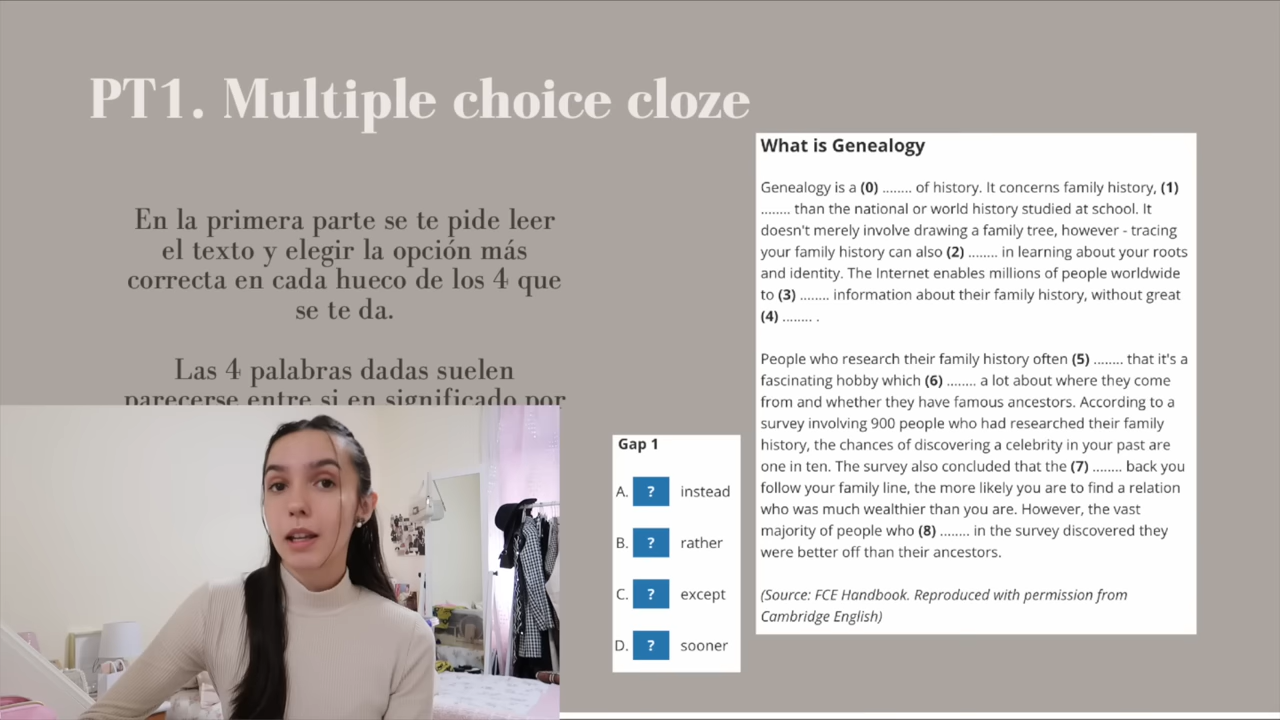 PT1. Multiple choice cloze
En la primera parte se te pide leer
el texto y elegir la opción más
correcta en cada hueco de los 4 que
se te da.
Las 4 palabras dadas suelen
parecerse entre si en significado por
Gap 1
A. ? instead
B. ? rather
C. ? except
D. ? sooner
What is Genealogy
Genealogy is a (0) ........ of history. It concerns family history, (1)
........ than the national or world history studied at school. It
doesn't merely involve drawing a family tree, however - tracing
your family history can also (2) ........ in learning about your roots
and identity. The Internet enables millions of people worldwide
to (3) ........ information about their family history, without great
(4) ........ .
People who research their family history often (5) ........ that it's a
fascinating hobby which (6) ........ a lot about where they come
from and whether they have famous ancestors. According to a
survey involving 900 people who had researched their family
history, the chances of discovering a celebrity in your past are
one in ten. The survey also concluded that the (7) ........ back you
follow your family line, the more likely you are to find a relation
who was much wealthier than you are. However, the vast
majority of people who (8) ........ in the survey discovered they
were better off than their ancestors.
(Source: FCE Handbook. Reproduced with permission from
Cambridge English)